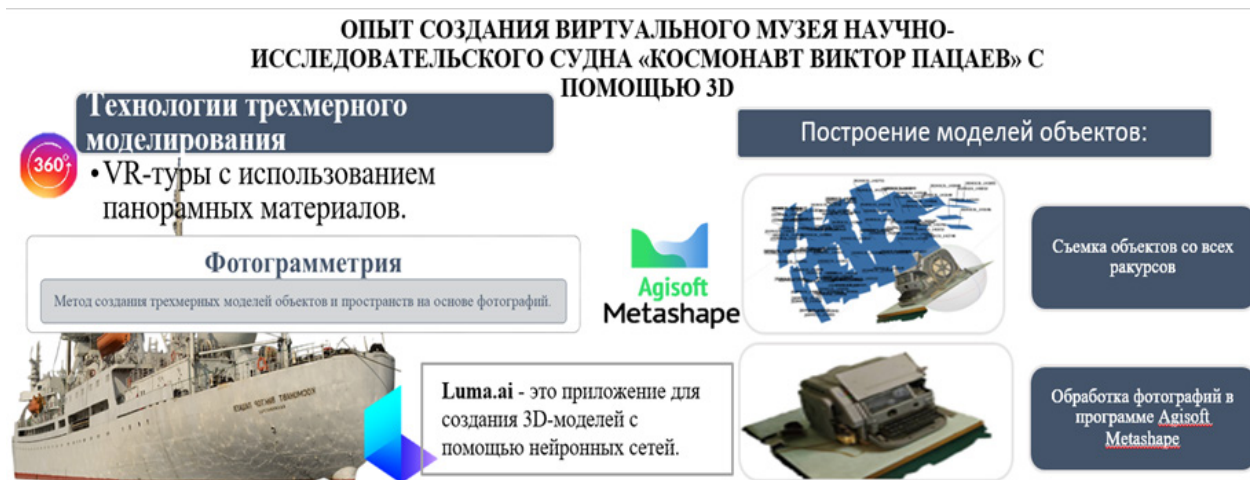 ОПЫТ СОЗДАНИЯ ВИРТУАЛЬНОГО МУЗЕЯ НАУЧНО-
ИССЛЕДОВАТЕЛЬСКОГО СУДНА «КОСМОНАВТ ВИКТОР ПАЦАЕВ» С
ПОМОЩЬЮ 3D
Технологии трехмерного
моделирования
360°
•VR-туры с использованием
панорамных материалов.
Фотограмметрия
Метод создания трехмерных моделей объектов и пространств на основе фотографий.
Luma.ai - это приложение для
создания 3D-моделей с
помощью нейронных сетей.
Agisoft
Metashape
Построение моделей объектов:
Съемка объектов со всех
ракурсов
Обработка фотографий в
программе Agisoft
Metashape